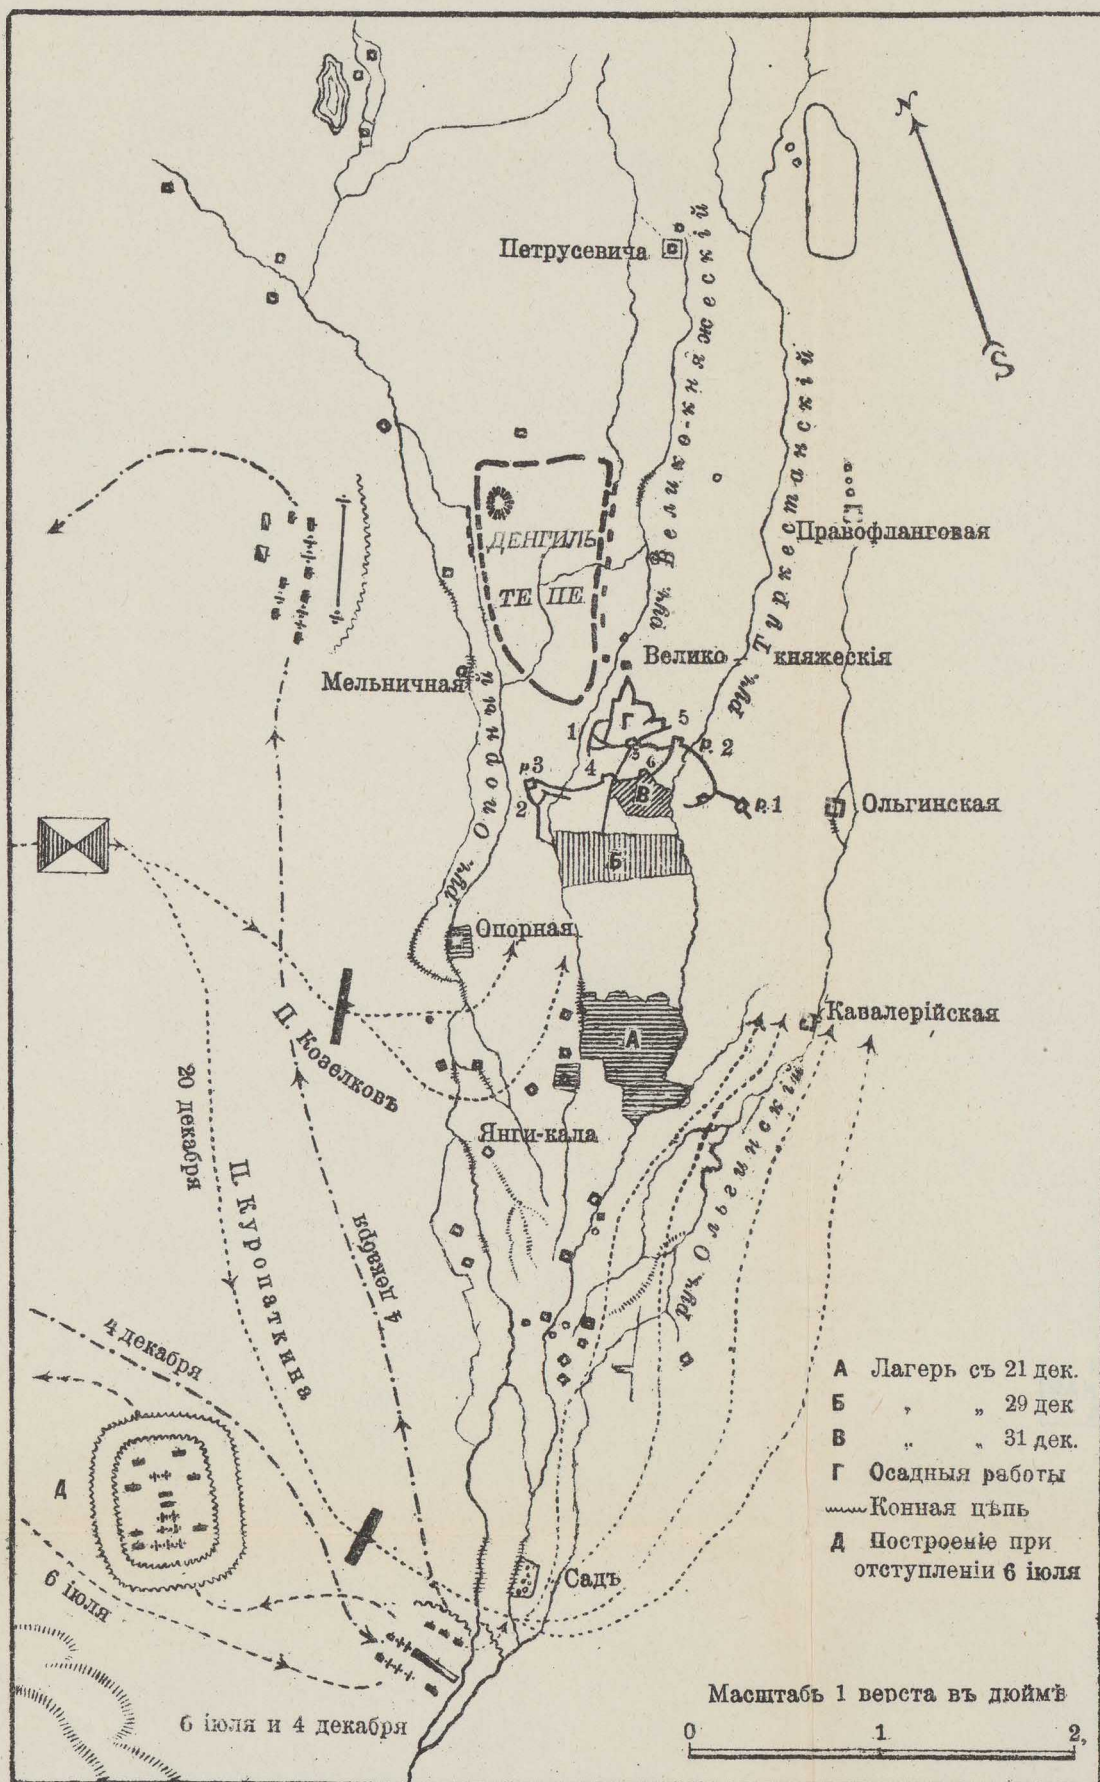 N
S
Петрусевича
руч. Велико-княжескій
руч. Туркестанскій
ДЕНГИЛЬ
ТЕПЕ
Правофланговая
Велико-княжескія
Мельничная
Г
1
5
5
4
6
р. 2
р. 3
2
В
р. 1
Ольгинская
руч. Опорный
Б
Опорная
А
Кавалерійская
П. Козелковъ
20 декабря
Янги-кала
П. Куропаткина
4 декабря
руч. Ольгинскій
4 декабря
Д
6 іюля
Садъ
6 іюля и 4 декабря
А Лагерь съ 21 дек.
Б „ „ 29 дек
В „ „ 31 дек.
Г Осадныя работы
Конная цѣпь
Д Построеніе при
отступленіи 6 іюля
Масштабъ 1 верста въ дюймѣ
0 1 2,